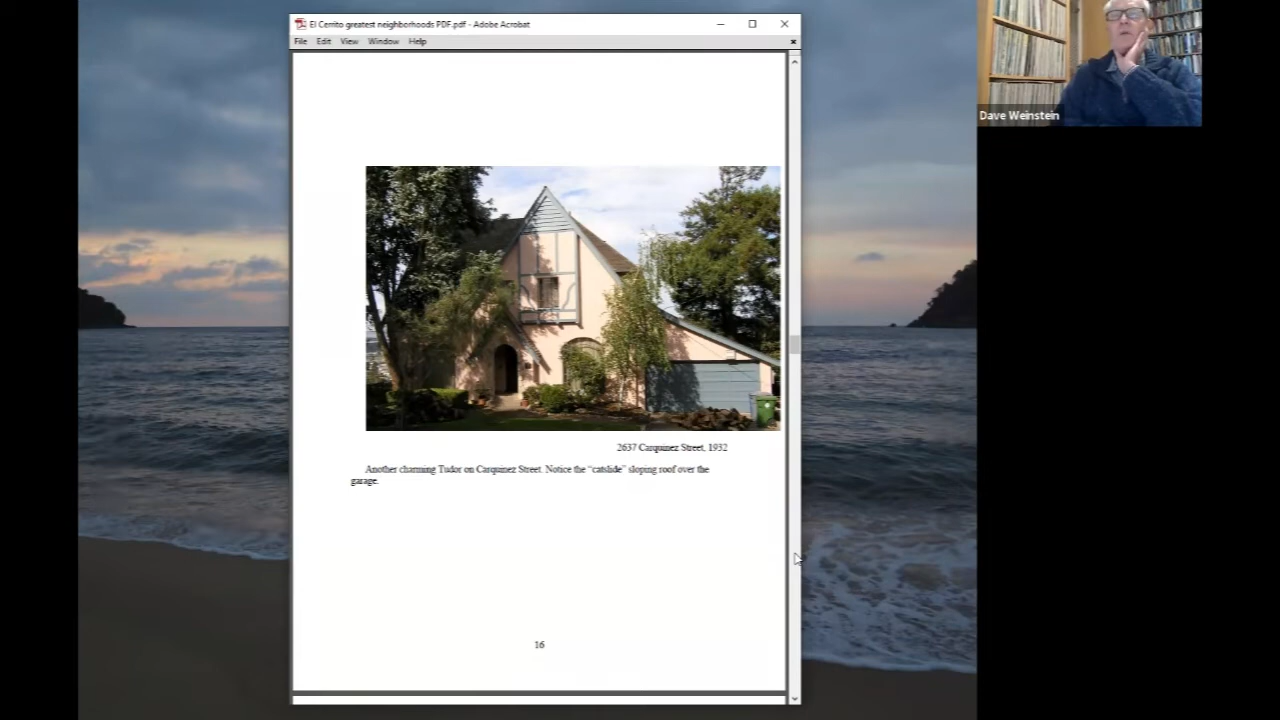 El Cerrito greatest neighborhoods PDF.pdf - Adobe Acrobat
File Edit View Window Help
Dave Weinstein
2637 Carquinez Street, 1932
Another charming Tudor on Carquinez Street. Notice the “catslide” sloping roof over the
garage.
16